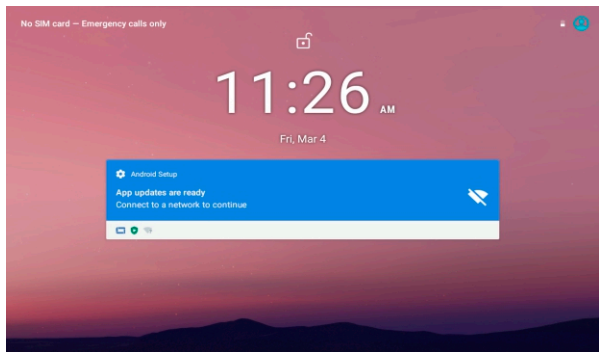 No SIM card — Emergency calls only
11:26 AM
Fri, Mar 4
Android Setup
App updates are ready
Connect to a network to continue